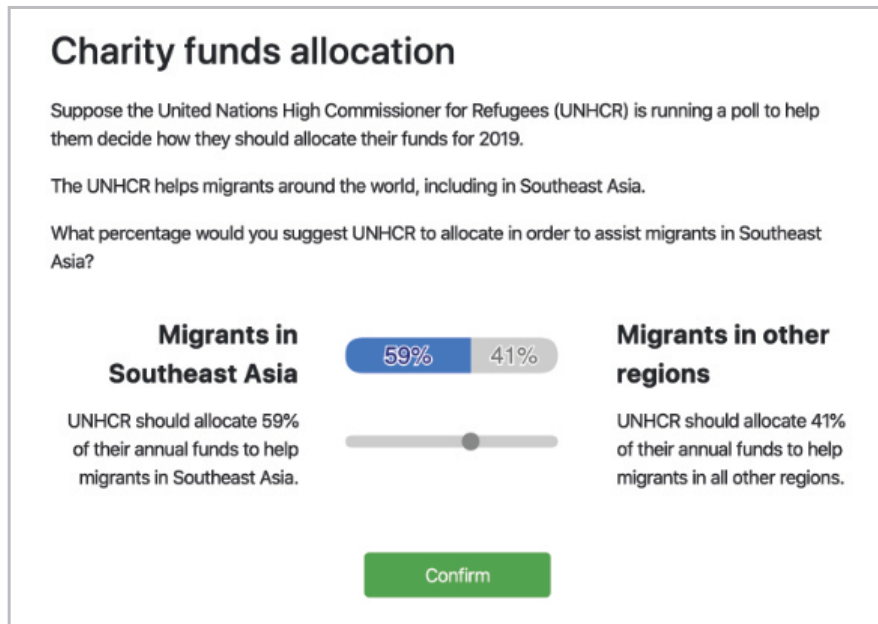 Charity funds allocation
Suppose the United Nations High Commissioner for Refugees (UNHCR) is running a poll to help
them decide how they should allocate their funds for 2019.
The UNHCR helps migrants around the world, including in Southeast Asia.
What percentage would you suggest UNHCR to allocate in order to assist migrants in Southeast
Asia?
Migrants in
Southeast Asia
UNHCR should allocate 59%
of their annual funds to help
migrants in Southeast Asia.
59% 41%
Migrants in other
regions
UNHCR should allocate 41%
of their annual funds to help
migrants in all other regions.
Confirm